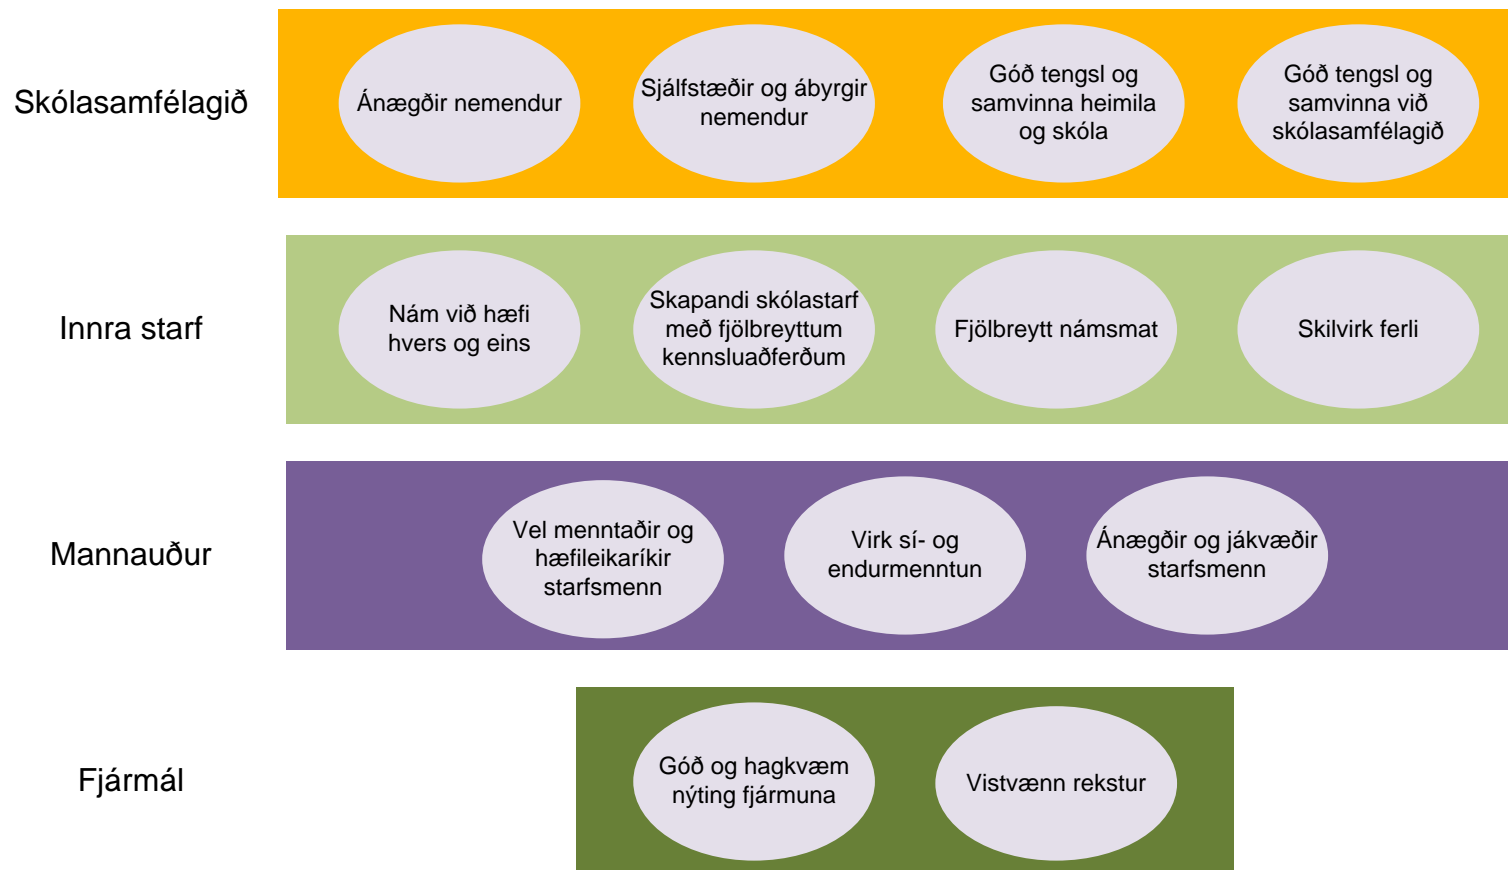 Skólasamfélagið
Ánægðir nemendur
Sjálfstæðir og ábyrgir
nemendur
Góð tengsl og
samvinna heimila
og skóla
Góð tengsl og
samvinna við
skólasamfélagið
Innra starf
Nám við hæfi
hvers og eins
Skapandi skólastarf
með fjölbreyttum
kennsluaðferðum
Fjölbreytt námsmat
Skilvirk ferli
Mannauður
Vel menntaðir og
hæfileikaríkir
starfsmenn
Virk sí- og
endurmenntun
Ánægðir og jákvæðir
starfsmenn
Fjármál
Góð og hagkvæm
nýting fjármuna
Vistvænn rekstur